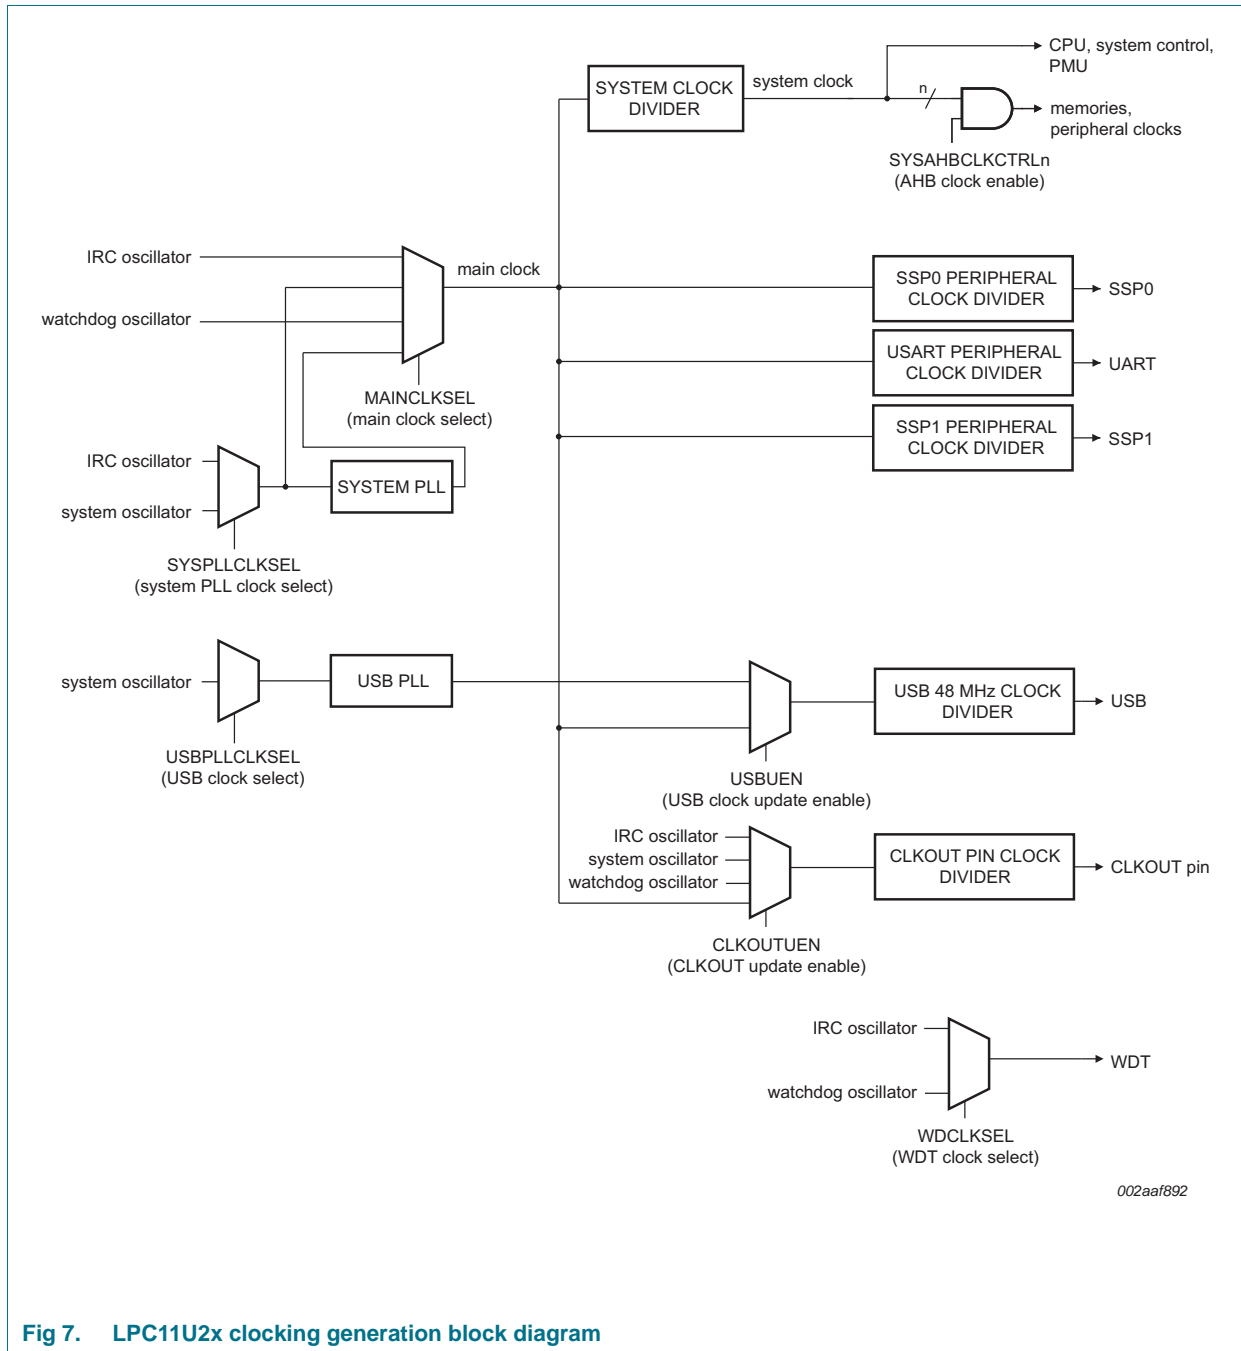 CPU, system control,
PMU
SYSTEM CLOCK
DIVIDER
system clock
n
memories,
peripheral clocks
SYSAHBCLKCTRLn
(AHB clock enable)
IRC oscillator
main clock
watchdog oscillator
MAINCLKSEL
(main clock select)
SSP0 PERIPHERAL
CLOCK DIVIDER
SSP0
USART PERIPHERAL
CLOCK DIVIDER
UART
SSP1 PERIPHERAL
CLOCK DIVIDER
SSP1
IRC oscillator
SYSTEM PLL
system oscillator
SYSPLLCLKSEL
(system PLL clock select)
system oscillator
USB PLL
USBPLLCLKSEL
(USB clock select)
USB 48 MHz CLOCK
DIVIDER
USB
USBUEN
(USB clock update enable)
IRC oscillator
system oscillator
watchdog oscillator
CLKOUT PIN CLOCK
DIVIDER
CLKOUT pin
CLKOUTUEN
(CLKOUT update enable)
IRC oscillator
WDT
watchdog oscillator
WDCLKSEL
(WDT clock select)
002aaf892
Fig 7. LPC11U2x clocking generation block diagram